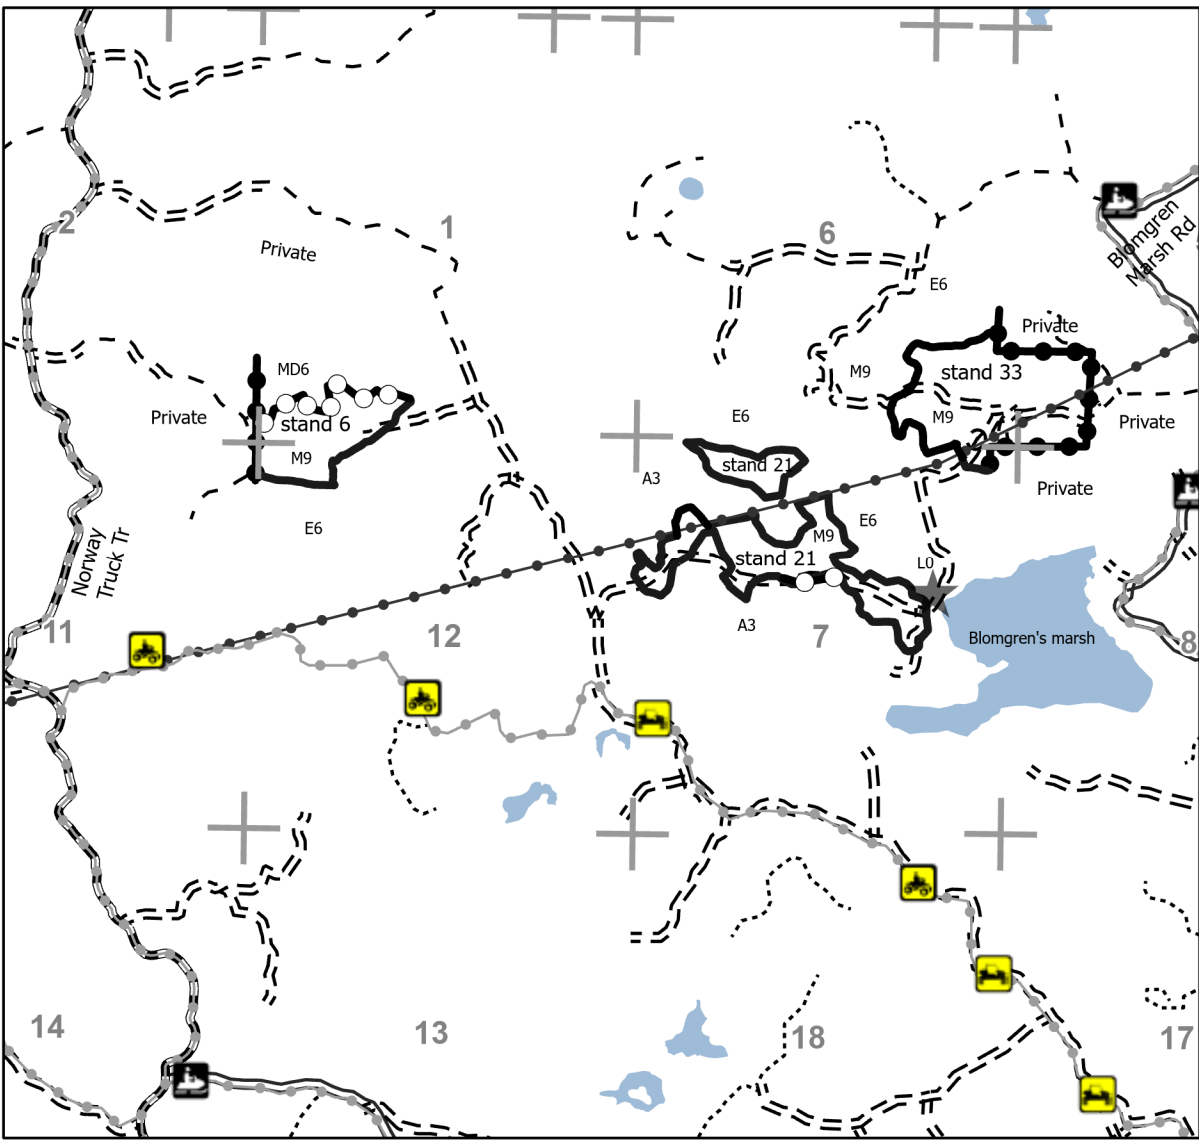 2
1
6
Blomgren
Marsh Rd
Private
E6
Private
MD6
M9
stand 33
Private
stand 6
E6
M9
Private
M9
stand 21
A3
Private
E6
M9
E6
Norway
Truck Tr
stand 21
L0
11
12
A3
7
Blomgren's marsh
8
14
13
18
17